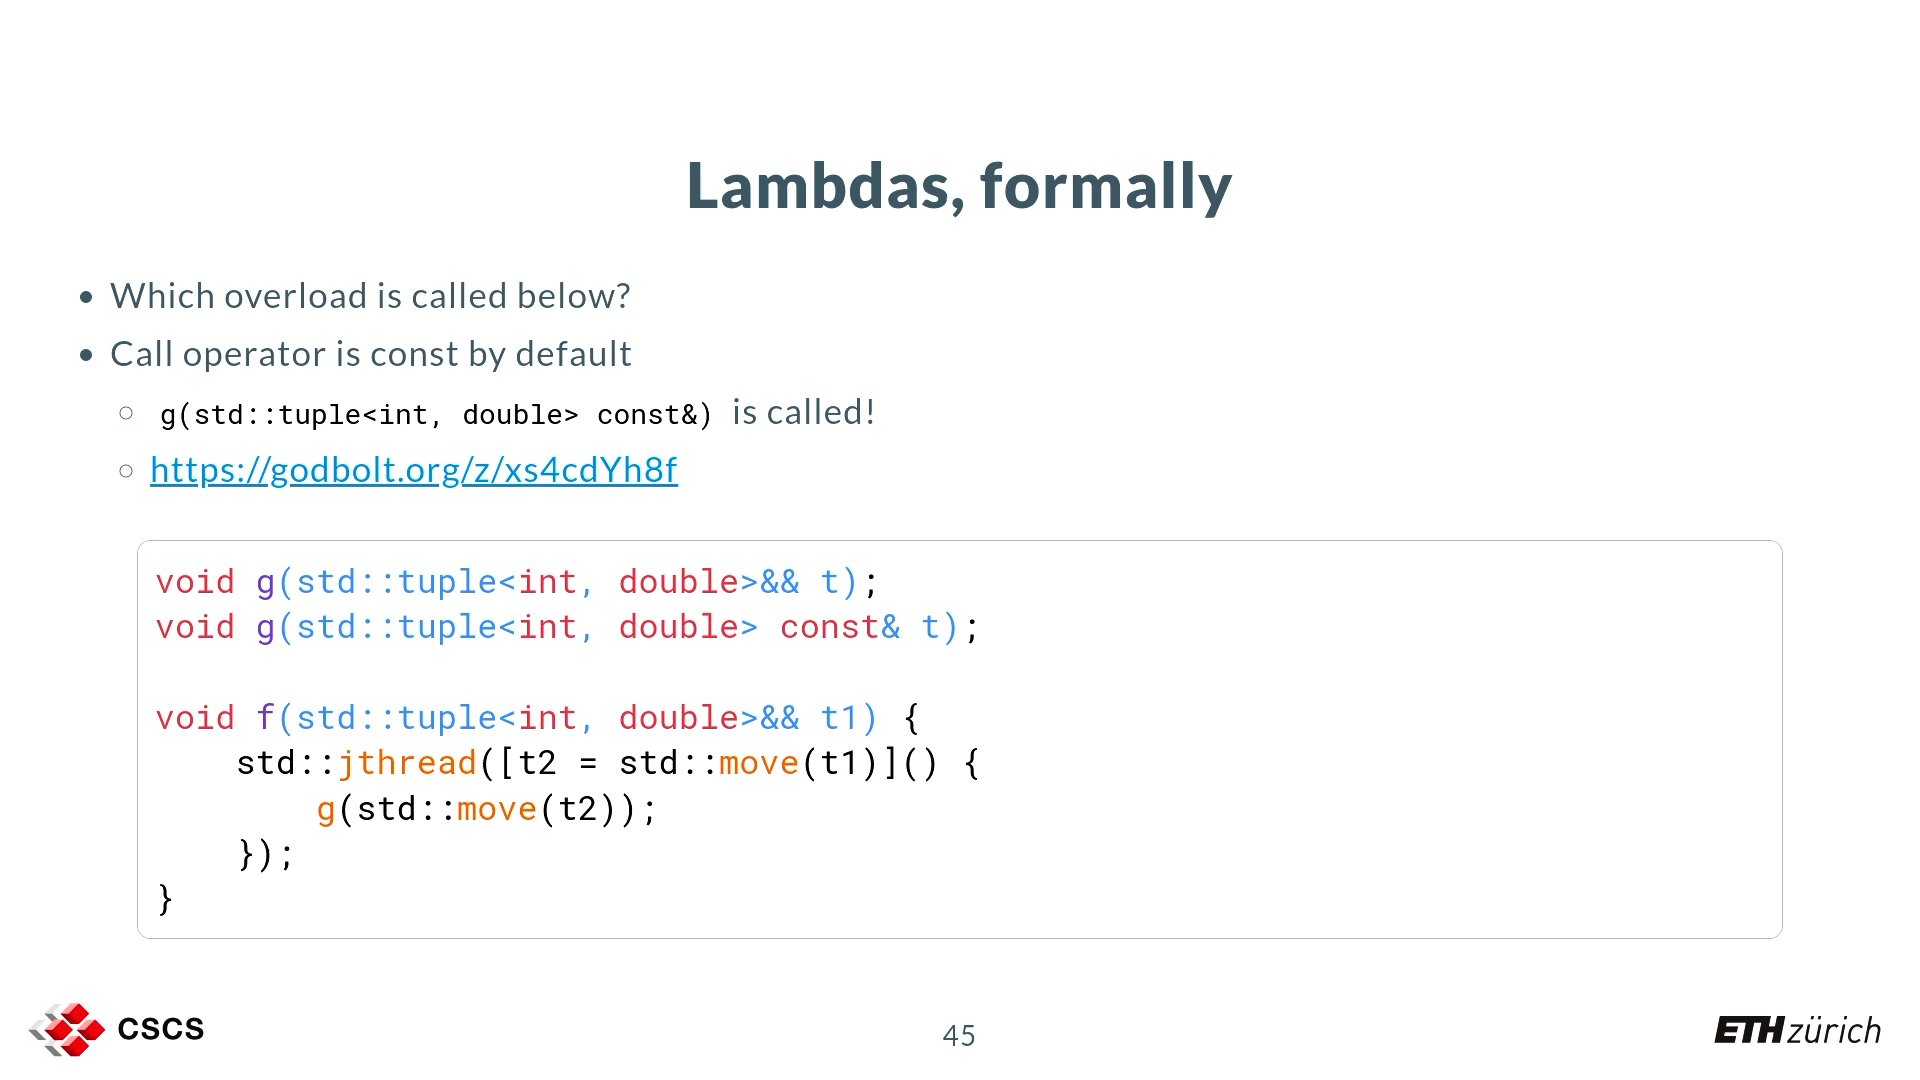 Lambdas, formally
Which overload is called below?
Call operator is const by default
g(std::tuple<int, double> const&) is called!
https://godbolt.org/z/xs4cdYh8f
void g(std::tuple<int, double>&& t);
void g(std::tuple<int, double> const& t);
void f(std::tuple<int, double>&& t1) {
    std::jthread([t2 = std::move(t1)]() {
        g(std::move(t2));
    });
}
CSCS
45
ETH zürich